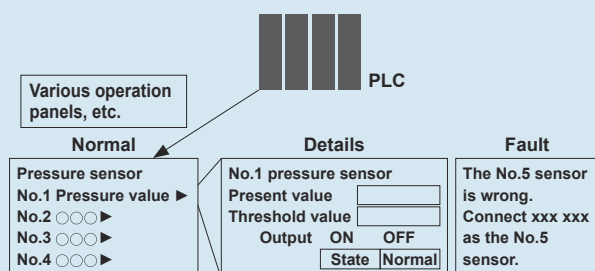 PLC
Various operation
panels, etc.
Normal
Pressure sensor
No.1 Pressure value ►
No.2 ○○○►
No.3 ○○○►
No.4 ○○○►
Details
No.1 pressure sensor
Present value
Threshold value
Output ON OFF
State Normal
Fault
The No.5 sensor
is wrong.
Connect xxx xxx
as the No.5
sensor.